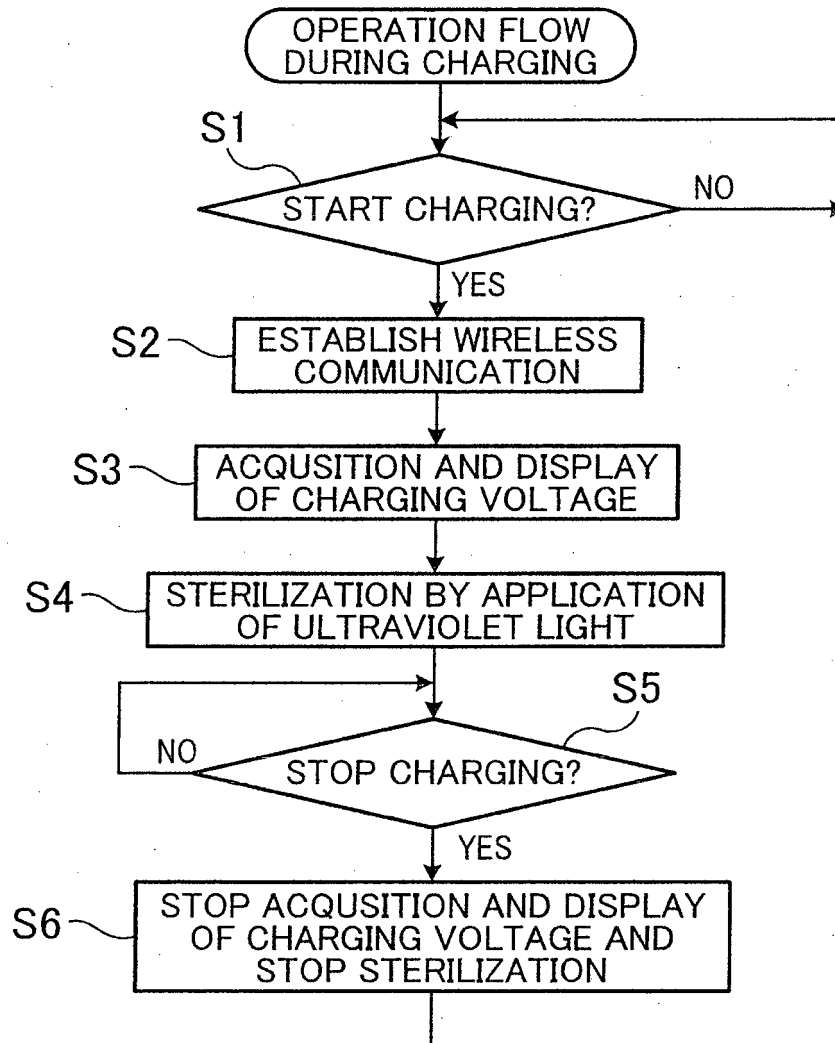 OPERATION FLOW
DURING CHARGING
S1
START CHARGING?
NO
YES
S2
ESTABLISH WIRELESS
COMMUNICATION
S3
ACQUSITION AND DISPLAY
OF CHARGING VOLTAGE
S4
STERILIZATION BY APPLICATION
OF ULTRAVIOLET LIGHT
S5
NO
STOP CHARGING?
YES
S6
STOP ACQUSITION AND DISPLAY
OF CHARGING VOLTAGE AND
STOP STERILIZATION